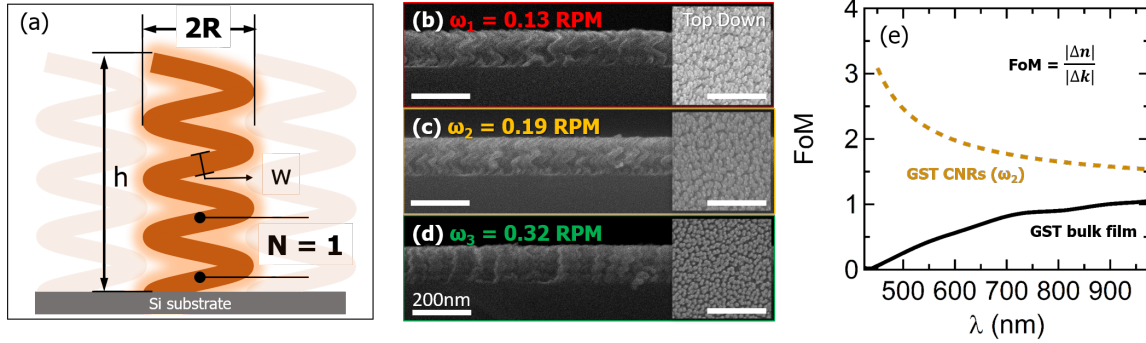 (a)
2R
h
w
N = 1
Si substrate
(b) ω₁ = 0.13 RPM
Top Down
(c) ω₂ = 0.19 RPM
(d) ω₃ = 0.32 RPM
200nm
(e)
FoM = |Δn| / |Δk|
GST CNRs (ω₂)
GST bulk film
FoM
4
3
2
1
0
500 600 700 800 900
λ (nm)